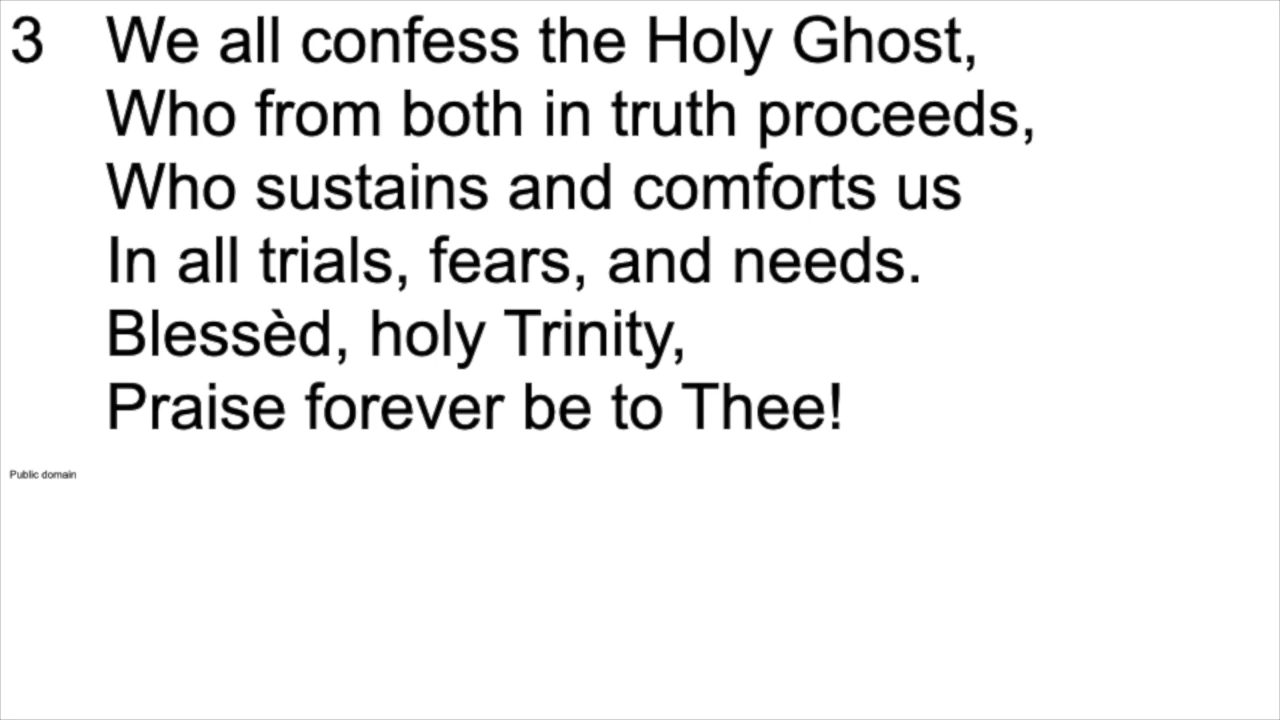 3 We all confess the Holy Ghost,
Who from both in truth proceeds,
Who sustains and comforts us
In all trials, fears, and needs.
Blessèd, holy Trinity,
Praise forever be to Thee!
Public domain